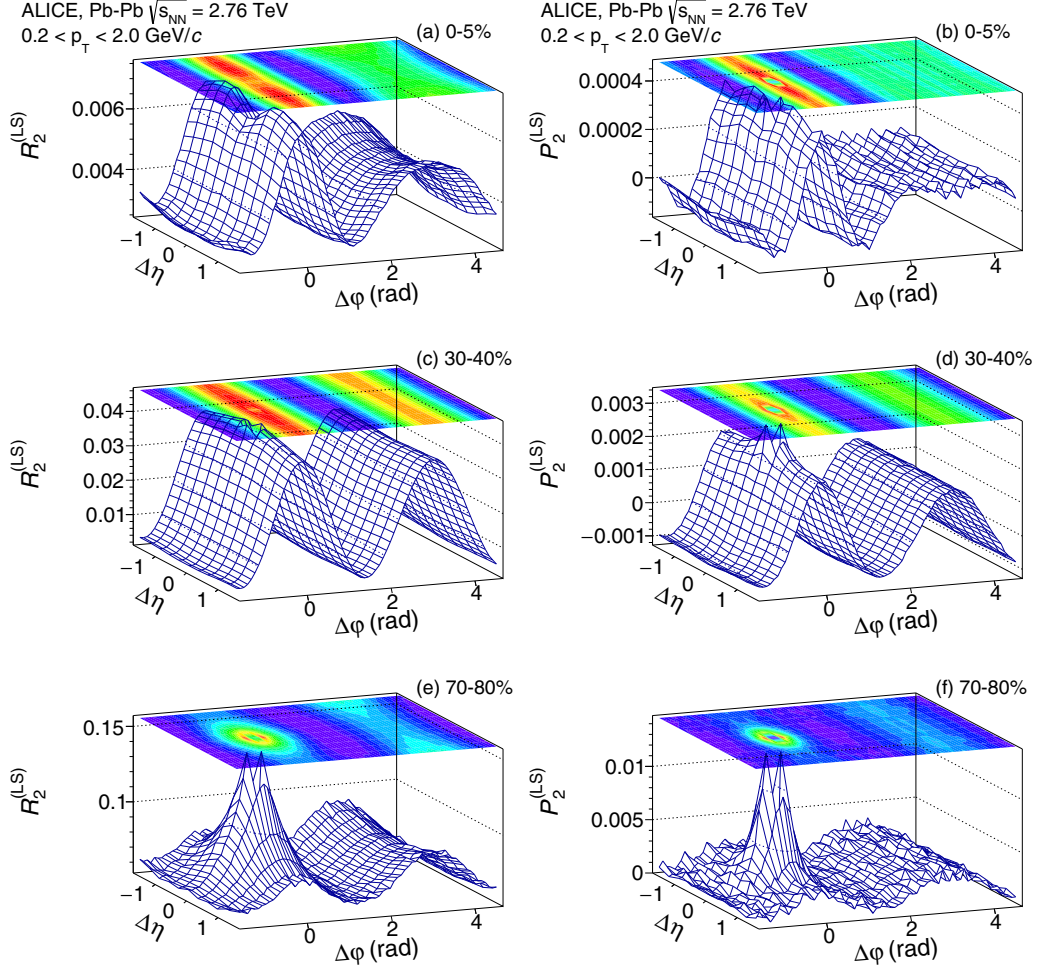 ALICE, Pb-Pb √s_NN = 2.76 TeV
0.2 < p_T < 2.0 GeV/c
(a) 0-5%
R_2^(LS)
0.006
0.004
−1
0
1
Δη
0
2
4
Δφ (rad)
ALICE, Pb-Pb √s_NN = 2.76 TeV
0.2 < p_T < 2.0 GeV/c
(b) 0-5%
P_2^(LS)
0.0004
0.0002
0
−1
0
1
Δη
0
2
4
Δφ (rad)
(c) 30-40%
R_2^(LS)
0.04
0.03
0.02
0.01
−1
0
1
Δη
0
2
4
Δφ (rad)
(d) 30-40%
P_2^(LS)
0.003
0.002
0.001
0
−0.001
−1
0
1
Δη
0
2
4
Δφ (rad)
(e) 70-80%
R_2^(LS)
0.15
0.1
−1
0
1
Δη
0
2
4
Δφ (rad)
(f) 70-80%
P_2^(LS)
0.01
0.005
0
−1
0
1
Δη
0
2
4
Δφ (rad)